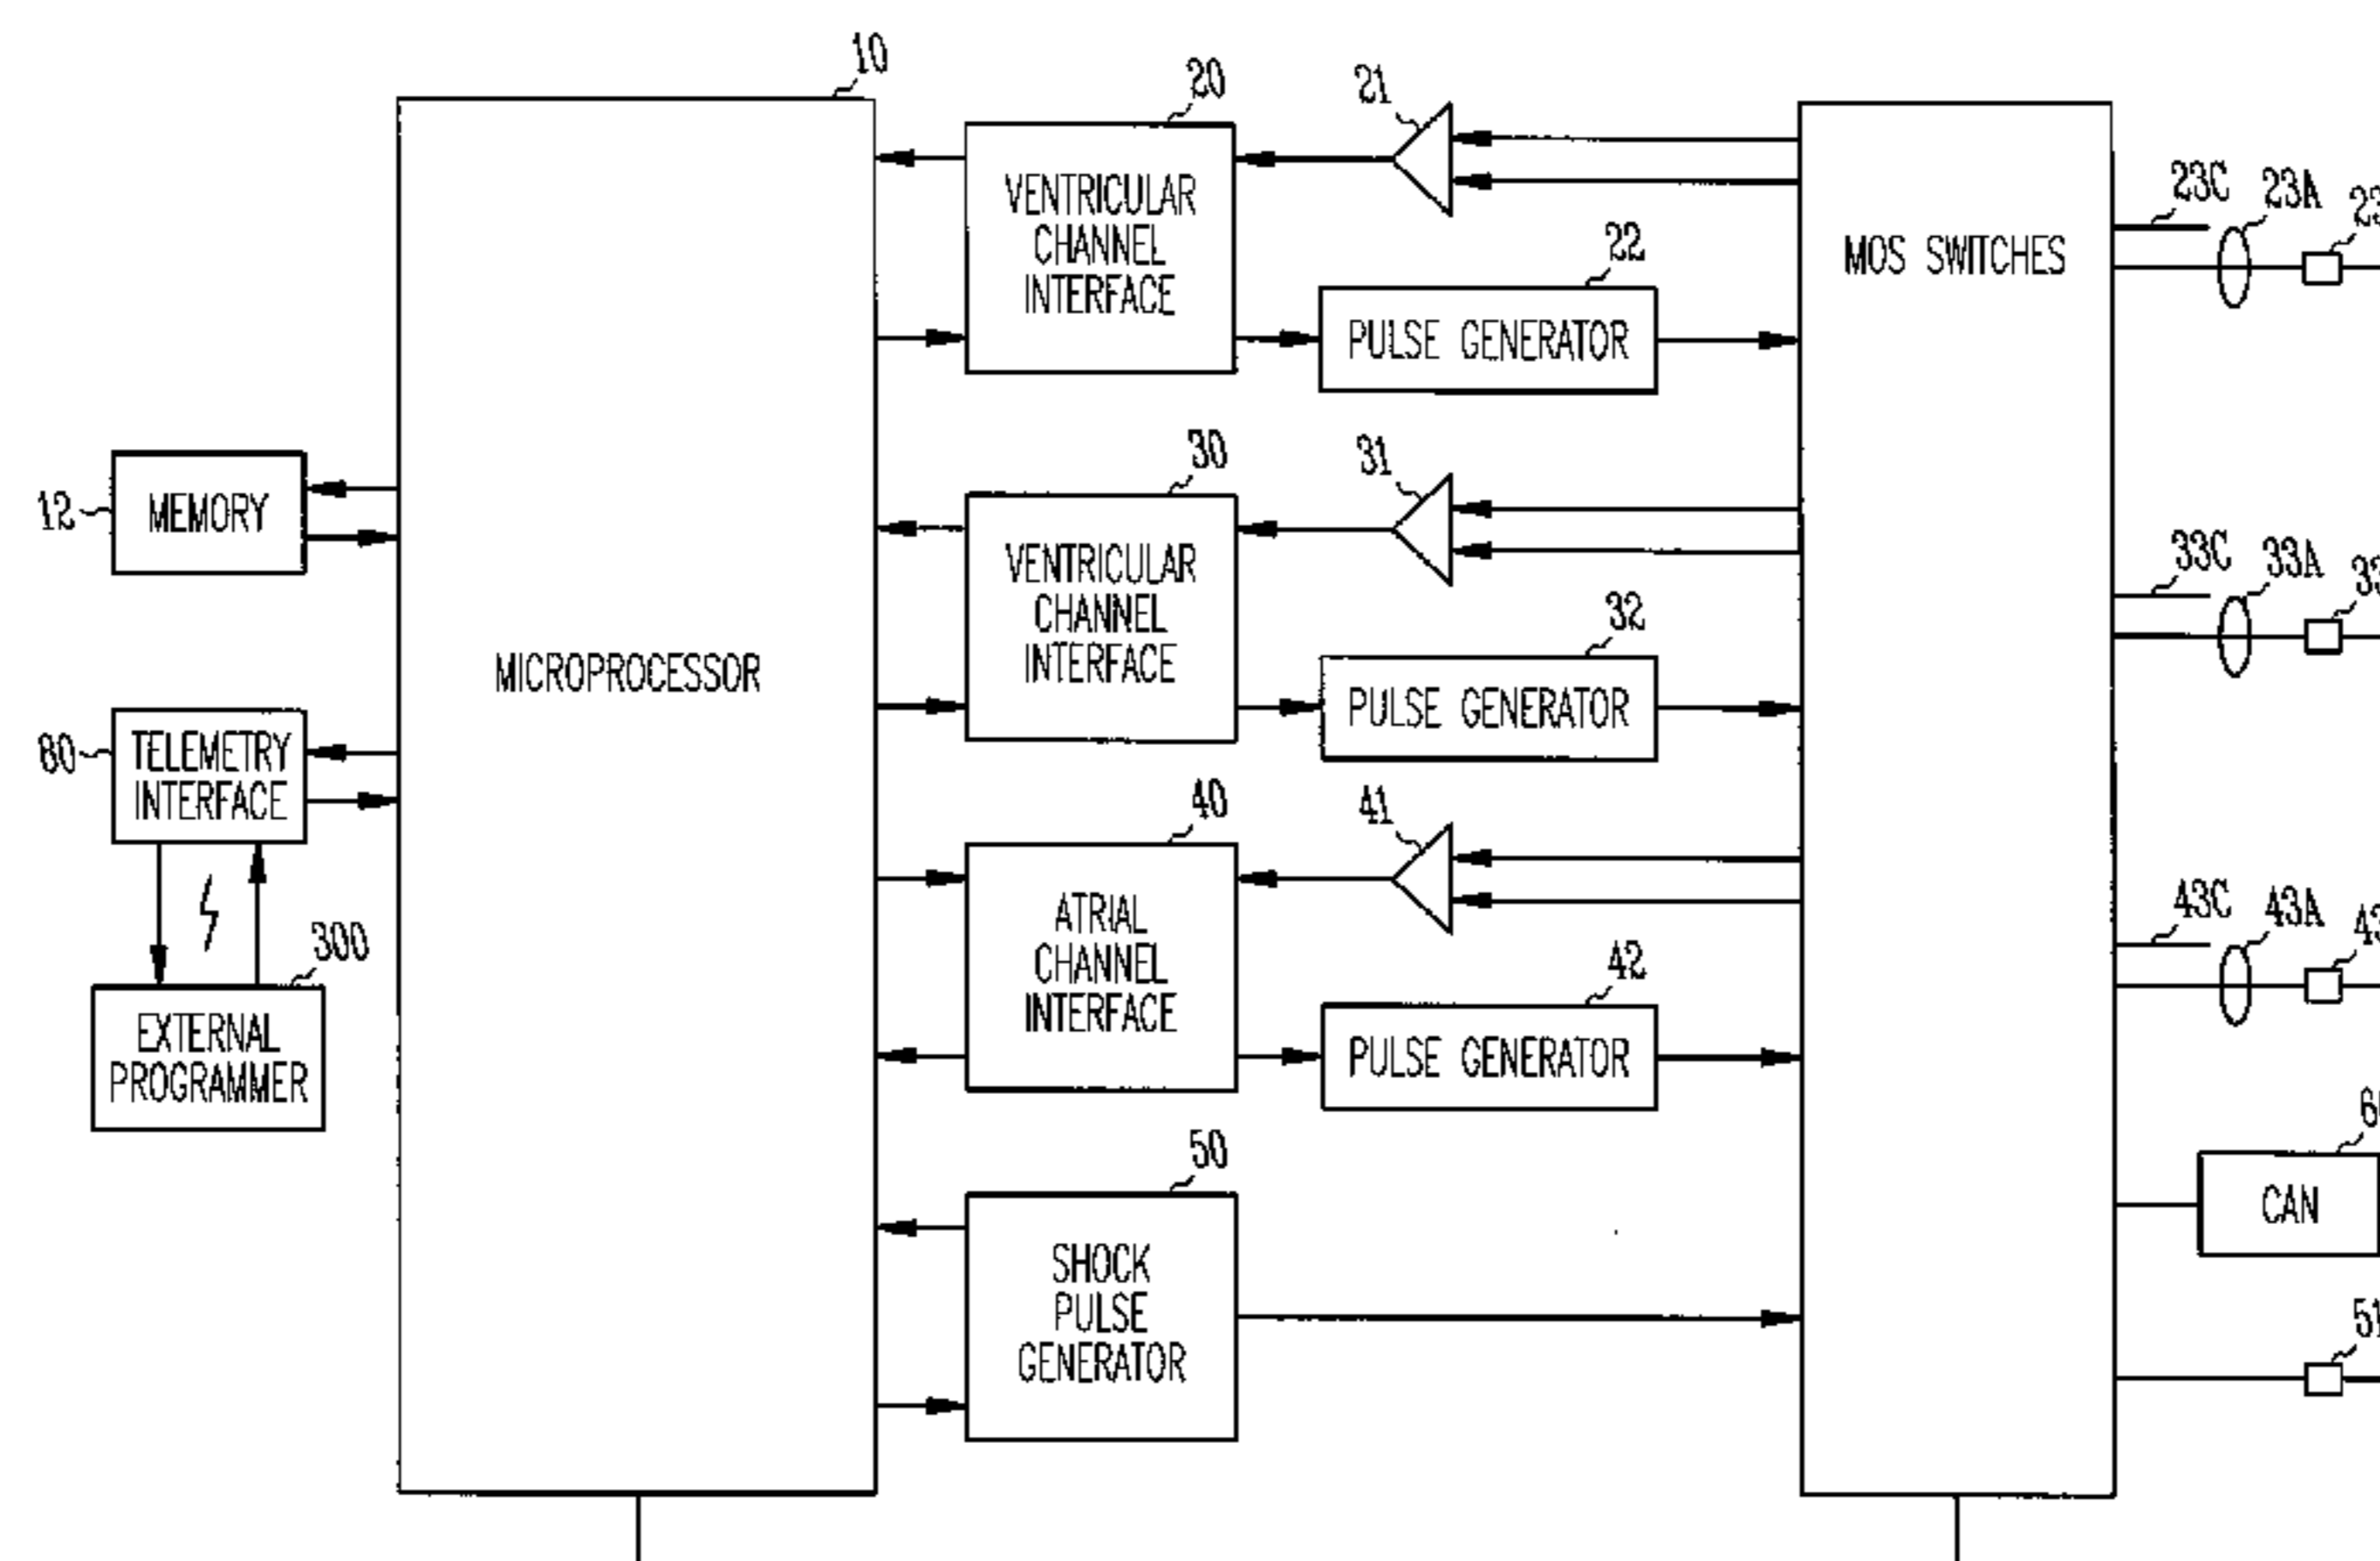 10
20
21
VENTRICULAR
CHANNEL
INTERFACE
22
PULSE GENERATOR
MOS SWITCHES
23C
23A
12
MEMORY
MICROPROCESSOR
30
31
VENTRICULAR
CHANNEL
INTERFACE
32
PULSE GENERATOR
33C
33A
80
TELEMETRY
INTERFACE
300
EXTERNAL
PROGRAMMER
40
41
ATRIAL
CHANNEL
INTERFACE
42
PULSE GENERATOR
43C
43A
50
SHOCK
PULSE
GENERATOR
CAN
51